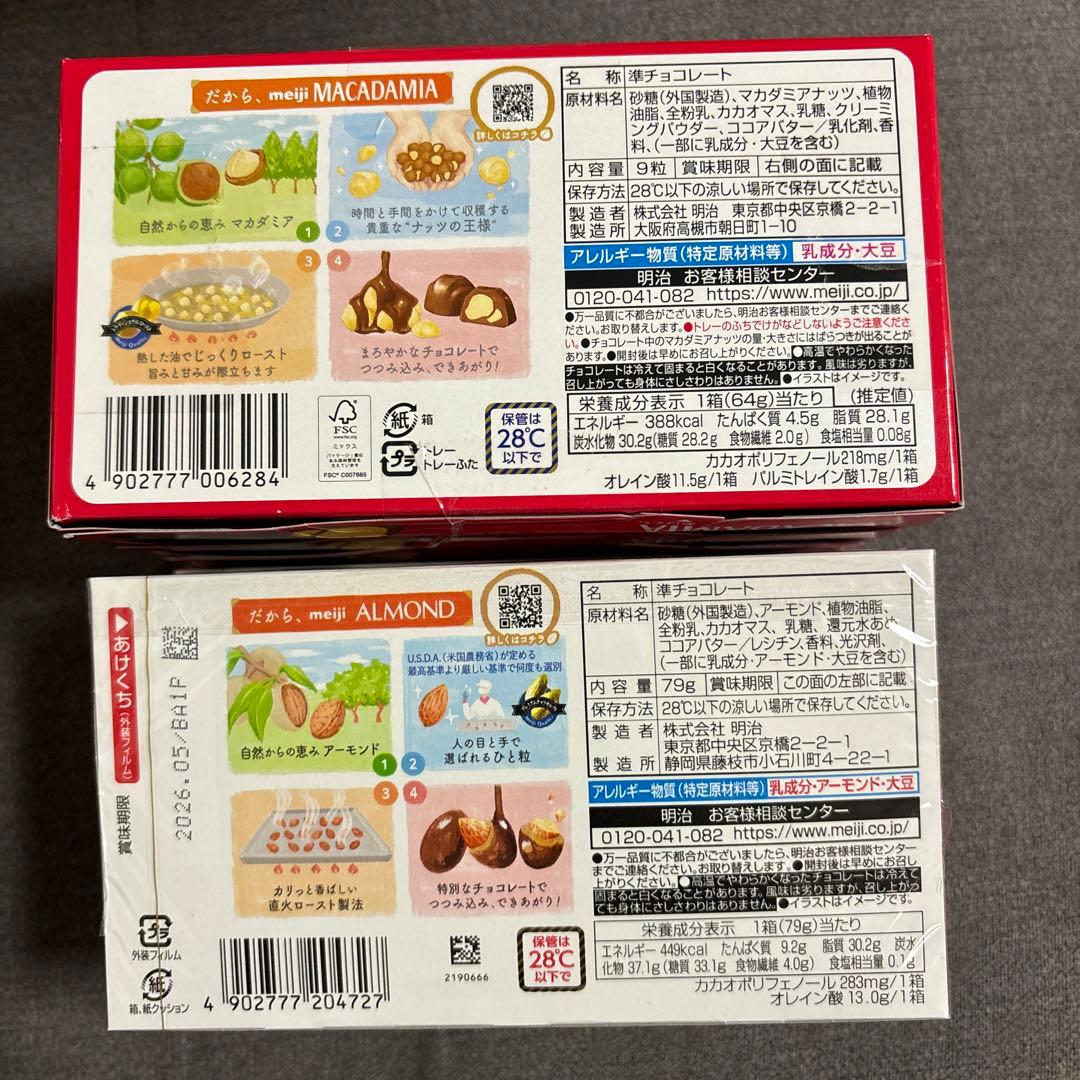 だから、meiji MACADAMIA
詳しくはコチラ
自然からの恵み マカダミア
1
2
時間と手間をかけて収穫する
貴重な“ナッツの王様”
3
4
Meiji Quality
熱した油でじっくりロースト
旨みと甘みが際立ちます
まろやかなチョコレートで
つつみ込み、できあがり!
4 902777 006284
FSC
www.fsc.org
ミックス
パッケージ|責任
ある森林管理を
支えています
FSC® C007665
紙 箱
プラ トレー
トレーふた
保管は
28℃
以下で
名 称 準チョコレート
原材料名 砂糖(外国製造)、マカダミアナッツ、植物
油脂、全粉乳、カカオマス、乳糖、クリーミ
ングパウダー、ココアバター/乳化剤、香
料、(一部に乳成分・大豆を含む)
内容量 9粒 賞味期限 右側の面に記載
保存方法 28℃以下の涼しい場所で保存してください。
製造者 株式会社 明治 東京都中央区京橋2-2-1
製造所 大阪府高槻市朝日町1-10
アレルギー物質(特定原材料等) 乳成分・大豆
明治 お客様相談センター
0120-041-082 https://www.meiji.co.jp/
●万一品質に不都合がございましたら、明治お客様相談センターまでご連絡く
ださい。お取り替えします。●トレーのふちでけがなどしないようご注意くださ
い。●チョコレート中のマカダミアナッツの量・大きさにはばらつきが出ることが
あります。●開封後は早めにお召し上がりください。●高温でやわらかくなった
チョコレートは冷えて固まると白くなることがあります。風味は劣りますが、
召し上がっても身体にさしさわりはありません。●イラストはイメージです。
栄養成分表示 1箱(64g)当たり (推定値)
エネルギー 388kcal たんぱく質 4.5g 脂質 28.1g
炭水化物 30.2g(糖質 28.2g 食物繊維 2.0g) 食塩相当量 0.08g
カカオポリフェノール218mg/1箱
オレイン酸11.5g/1箱 パルミトレイン酸1.7g/1箱
あけくち(外装フィルム)
賞味期限
2026.05/BA1P
プラ
外装フィルム
紙
箱、紙クッション
だから、meiji ALMOND
詳しくはコチラ
自然からの恵み アーモンド
1
2
U.S.D.A.(米国農務省)が定める
最高基準より厳しい基準で何度も選別
Meiji Quality
人の目と手で
選ばれるひと粒
3
4
カリっと香ばしい
直火ロースト製法
特別なチョコレートで
つつみ込み、できあがり!
4 902777 204727
2190666
保管は
28℃
以下で
名 称 準チョコレート
原材料名 砂糖(外国製造)、アーモンド、植物油脂、
全粉乳、カカオマス、乳糖、還元水あめ、
ココアバター/レシチン、香料、光沢剤、
(一部に乳成分・アーモンド・大豆を含む)
内容量 79g 賞味期限 この面の左部に記載
保存方法 28℃以下の涼しい場所で保存してください。
製造者 株式会社 明治
東京都中央区京橋2-2-1
製造所 静岡県藤枝市小石川町4-22-1
アレルギー物質(特定原材料等) 乳成分・アーモンド・大豆
明治 お客様相談センター
0120-041-082 https://www.meiji.co.jp/
●万一品質に不都合がございましたら、明治お客様相談センター
までご連絡ください。お取り替えします。●開封後は早めにお召し
上がりください。●高温でやわらかくなったチョコレートは冷えて
固まると白くなることがあります。風味は劣りますが、召し上がっ
ても身体にさしさわりはありません。●イラストはイメージです。
栄養成分表示 1箱(79g)当たり
エネルギー 449kcal たんぱく質 9.2g 脂質 30.2g 炭水
化物 37.1g(糖質 33.1g 食物繊維 4.0g) 食塩相当量 0.1g
カカオポリフェノール 283mg/1箱
オレイン酸 13.0g/1箱